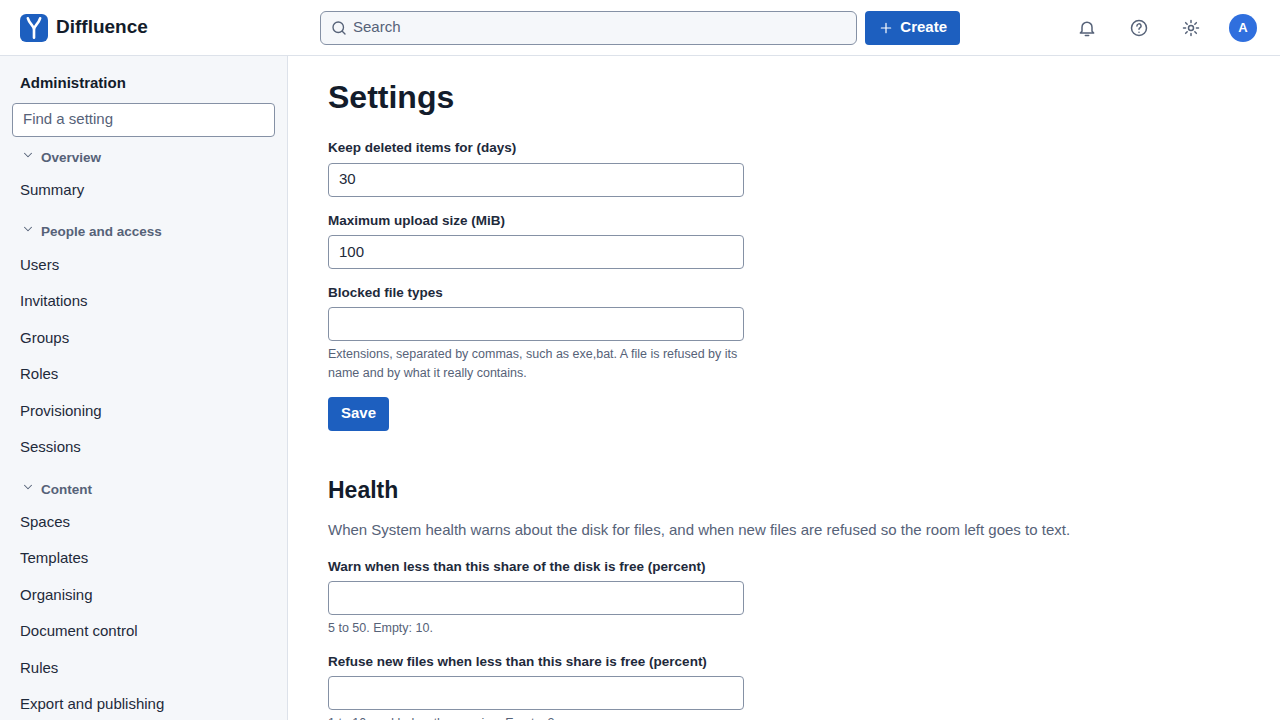 Diffluence
Search
Create
A
Administration
Find a setting
Overview
Summary
People and access
Users
Invitations
Groups
Roles
Provisioning
Sessions
Content
Spaces
Templates
Organising
Document control
Rules
Export and publishing
Settings
Keep deleted items for (days)
30
Maximum upload size (MiB)
100
Blocked file types
Extensions, separated by commas, such as exe,bat. A file is refused by its
name and by what it really contains.
Save
Health
When System health warns about the disk for files, and when new files are refused so the room left goes to text.
Warn when less than this share of the disk is free (percent)
5 to 50. Empty: 10.
Refuse new files when less than this share is free (percent)